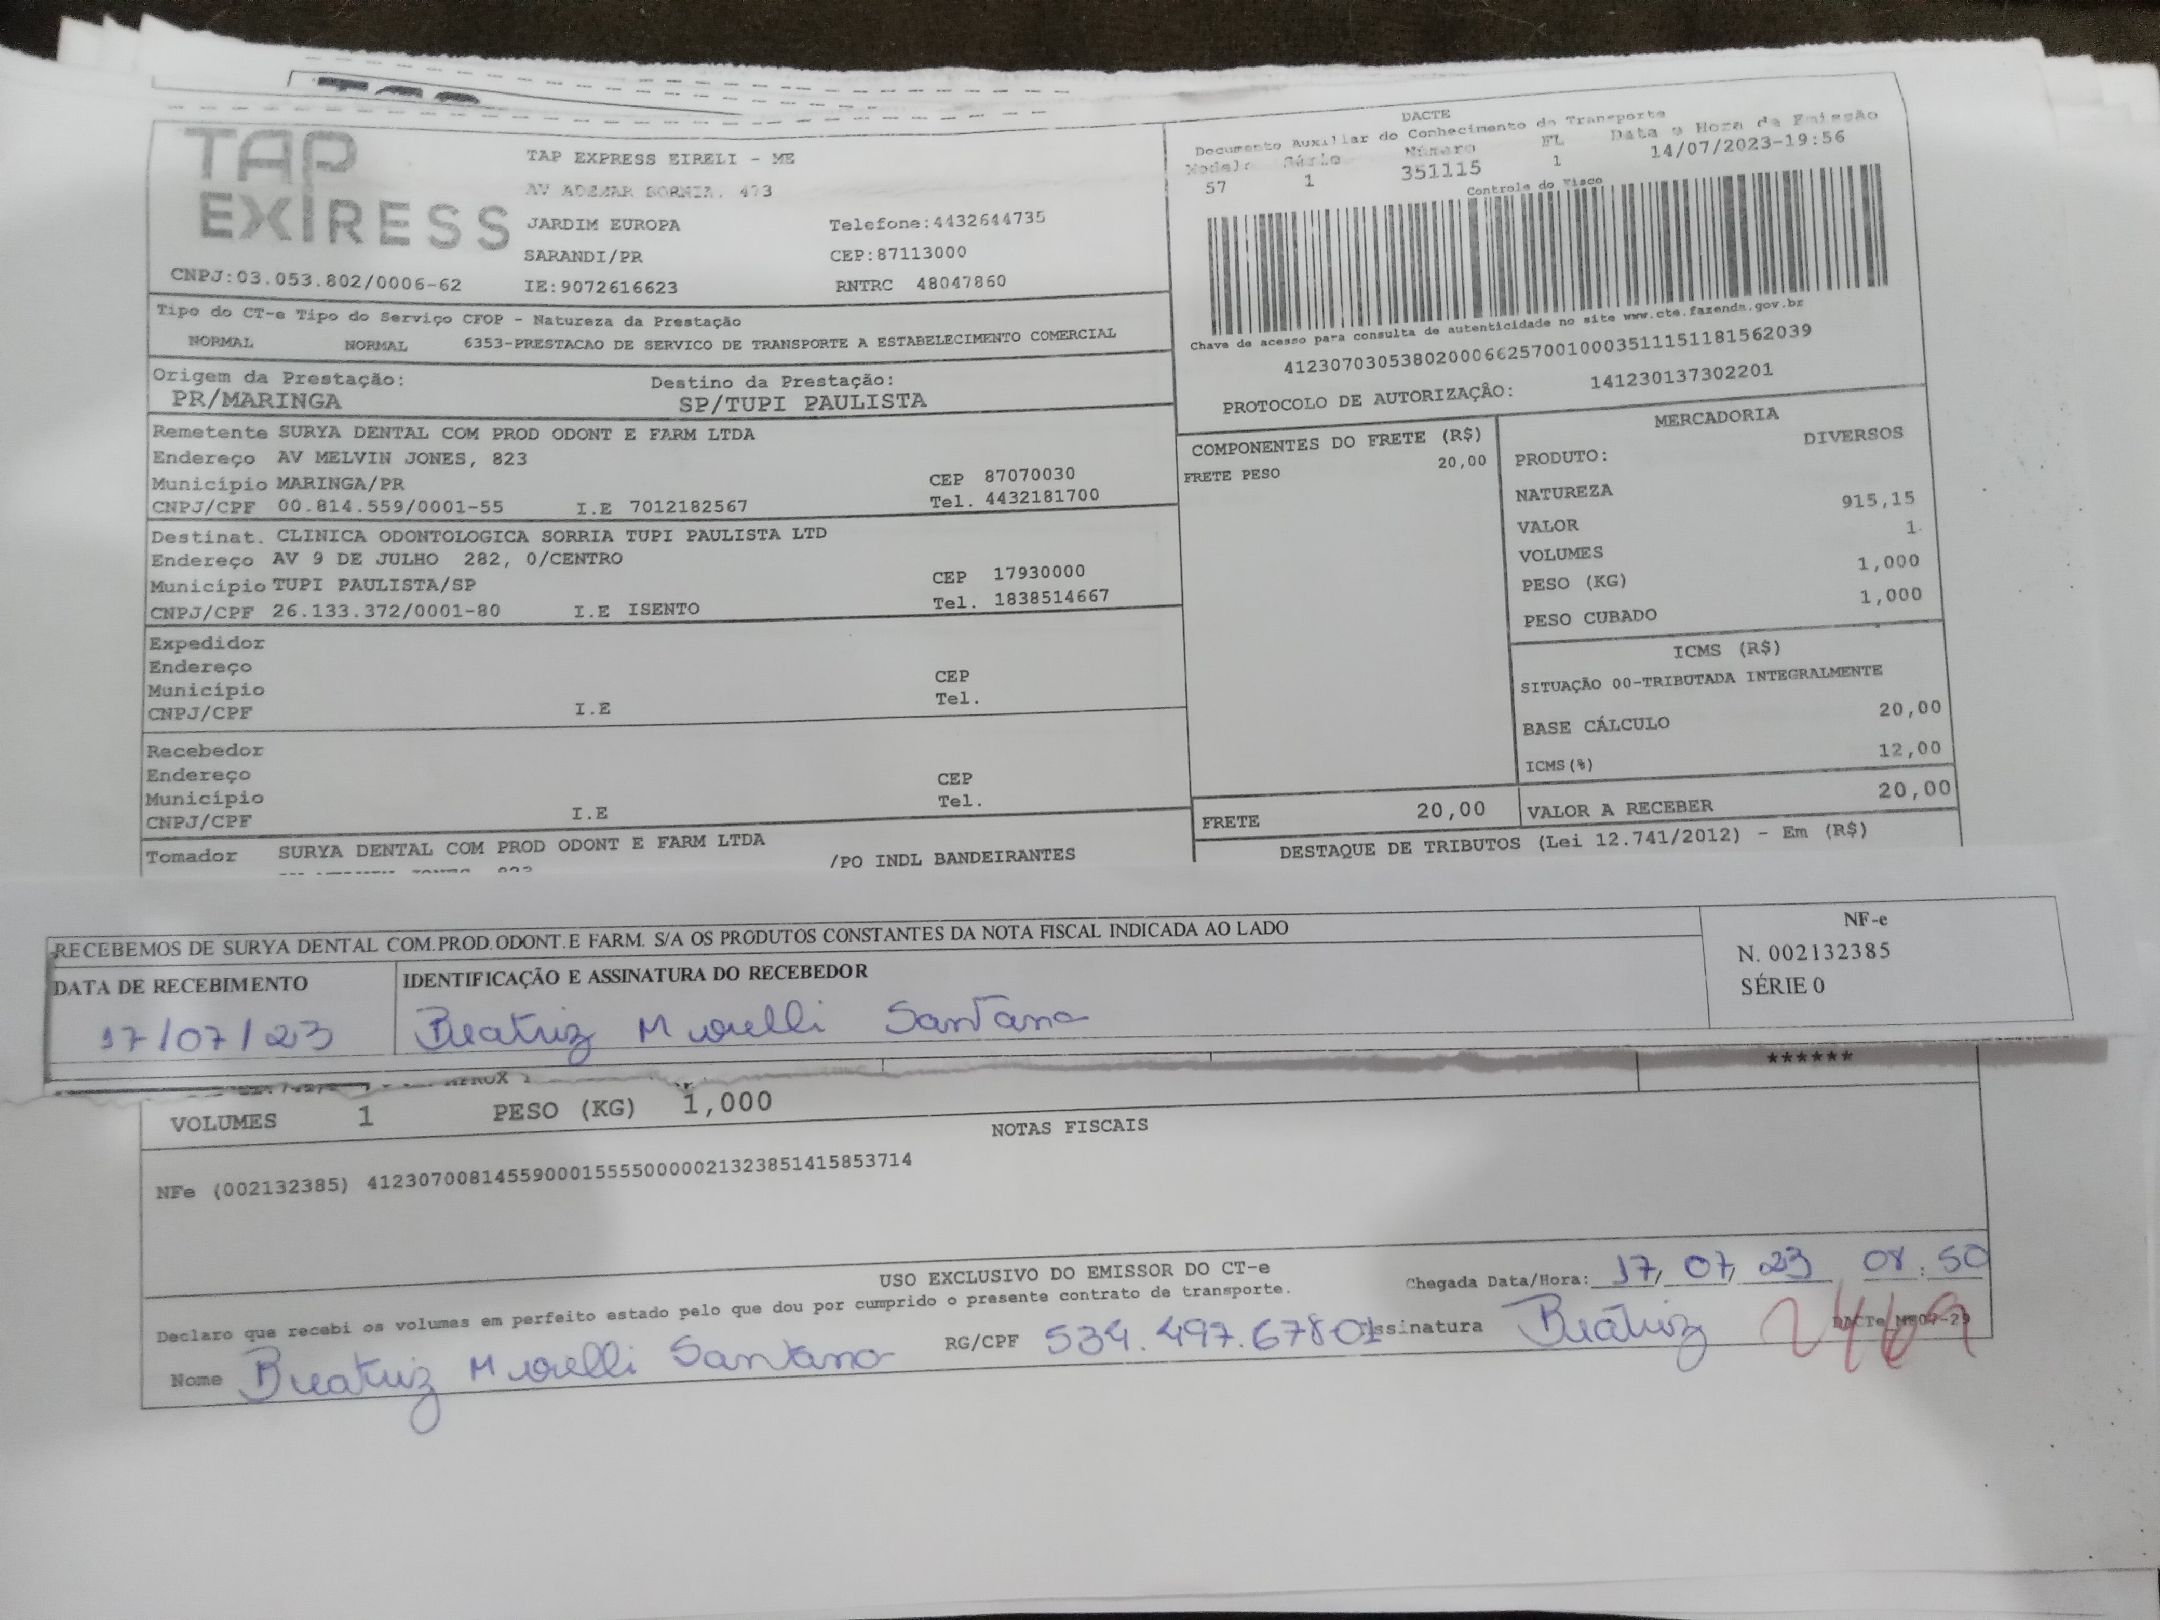 TAP
EXPRESS
TAP EXPRESS EIRELI - ME
AV ADEMAR BORNIA, 473
JARDIM EUROPA Telefone:4432644735
SARANDI/PR CEP:87113000
CNPJ:03.053.802/0006-62 IE:9072616623 RNTRC 48047860
DACTE
Documento Auxiliar do Conhecimento de Transporte
Modelo Série Número FL Data e Hora da Emissão
57 1 351115 1 14/07/2023-19:56
Controle do Fisco
Chave de acesso para consulta de autenticidade no site www.cte.fazenda.gov.br
41230703053802000662570010003511151181562039
PROTOCOLO DE AUTORIZAÇÃO: 141230137302201
Tipo do CT-e Tipo do Serviço CFOP - Natureza da Prestação
NORMAL NORMAL 6353-PRESTACAO DE SERVICO DE TRANSPORTE A ESTABELECIMENTO COMERCIAL
Origem da Prestação: Destino da Prestação:
PR/MARINGA SP/TUPI PAULISTA
Remetente SURYA DENTAL COM PROD ODONT E FARM LTDA
Endereço AV MELVIN JONES, 823
Município MARINGA/PR CEP 87070030
CNPJ/CPF 00.814.559/0001-55 I.E 7012182567 Tel. 4432181700
Destinat. CLINICA ODONTOLOGICA SORRIA TUPI PAULISTA LTD
Endereço AV 9 DE JULHO 282, 0/CENTRO
Município TUPI PAULISTA/SP CEP 17930000
CNPJ/CPF 26.133.372/0001-80 I.E ISENTO Tel. 1838514667
Expedidor
Endereço
Município CEP
CNPJ/CPF I.E Tel.
Recebedor
Endereço
Município CEP
CNPJ/CPF I.E Tel.
Tomador SURYA DENTAL COM PROD ODONT E FARM LTDA /PO INDL BANDEIRANTES
COMPONENTES DO FRETE (R$)
FRETE PESO 20,00
FRETE 20,00
MERCADORIA
PRODUTO: DIVERSOS
NATUREZA
VALOR 915,15
VOLUMES 1
PESO (KG) 1,000
PESO CUBADO 1,000
ICMS (R$)
SITUAÇÃO 00-TRIBUTADA INTEGRALMENTE
BASE CÁLCULO 20,00
ICMS(%) 12,00
VALOR A RECEBER 20,00
DESTAQUE DE TRIBUTOS (Lei 12.741/2012) - Em (R$)
RECEBEMOS DE SURYA DENTAL COM.PROD.ODONT.E FARM. S/A OS PRODUTOS CONSTANTES DA NOTA FISCAL INDICADA AO LADO
DATA DE RECEBIMENTO IDENTIFICAÇÃO E ASSINATURA DO RECEBEDOR
17/07/23 Beatriz Morelli Santana
NF-e
N. 002132385
SÉRIE 0
******
VOLUMES 1 PESO (KG) 1,000
NOTAS FISCAIS
NFe (002132385) 41230700814559000155550000021323851415853714
USO EXCLUSIVO DO EMISSOR DO CT-e
Declaro que recebi os volumes em perfeito estado pelo que dou por cumprido o presente contrato de transporte.
Chegada Data/Hora: 17/07/23 08:50
Nome Beatriz Morelli Santana RG/CPF 534.497.67801 Assinatura Beatriz